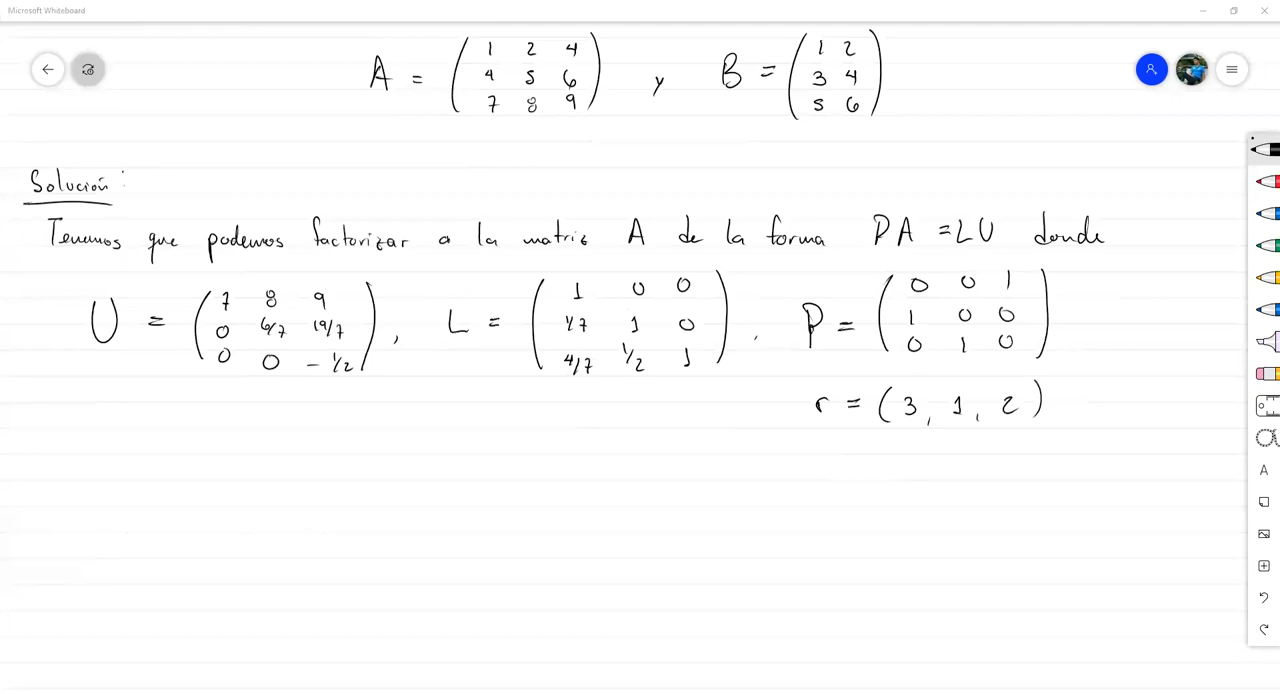 Microsoft Whiteboard
A = ( 1 2 4 y B = ( 1 2
4 5 6 3 4
7 8 9 ) 5 6 )
Solución:
Tenemos que podemos factorizar a la matriz A de la forma PA = LU donde
U = ( 7 8 9 , L = ( 1 0 0 . P = ( 0 0 1
0 6/7 19/7 1/7 1 0 1 0 0
0 0 -1/2 ) 4/7 1/2 1 ) 0 1 0 )
r = (3, 1, 2)
A